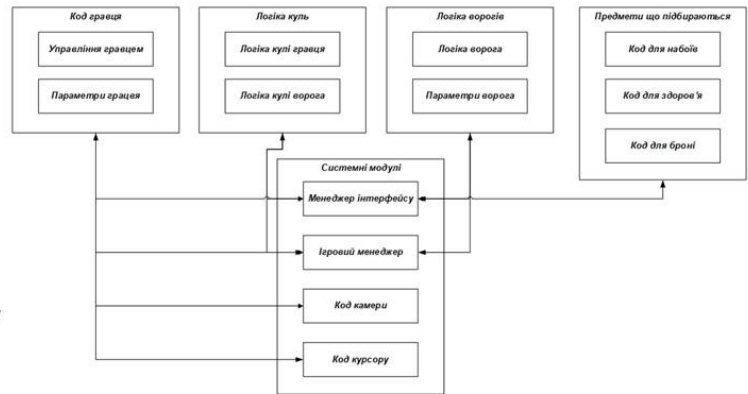 Код гравця
Управління гравцем
Параметри грацвя
Логіка куль
Логіка кулі гравця
Логіка кулі ворога
Логіка ворогів
Логіка ворога
Параметри ворога
Предмети що підбираються
Код для набоїв
Код для здоров'я
Код для броні
Системні модулі
Менеджер інтерфейсу
Ігровий менеджер
Код камери
Код курсору